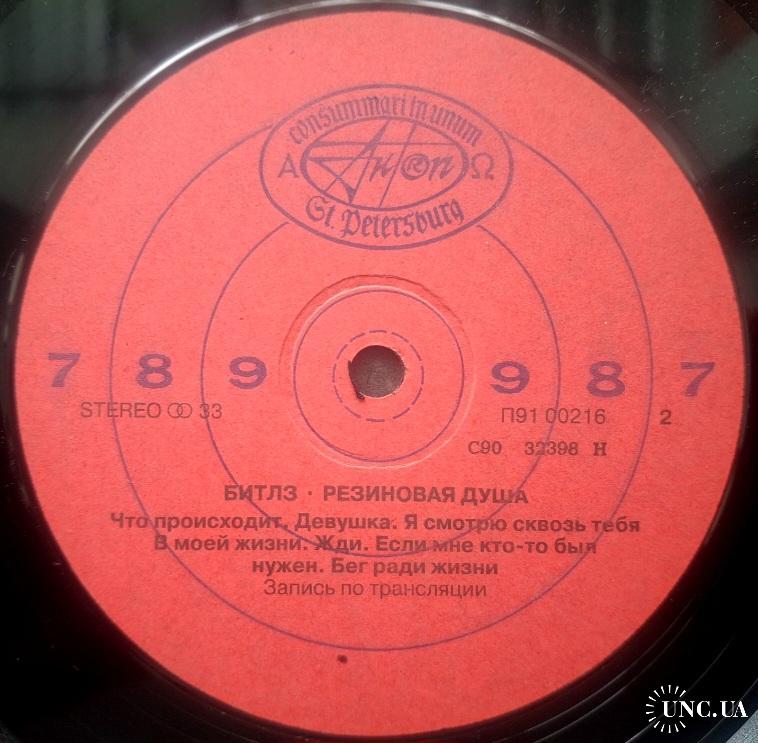 consummari in unum
Α АнТроп Ω
St. Petersburg
7 8 9 9 8 7
STEREO 33 П91 00216 2
С90 32398 Н
БИТЛЗ · РЕЗИНОВАЯ ДУША
Что происходит. Девушка. Я смотрю сквозь тебя
В моей жизни. Жди. Если мне кто-то был
нужен. Бег ради жизни
Запись по трансляции
UNC.UA